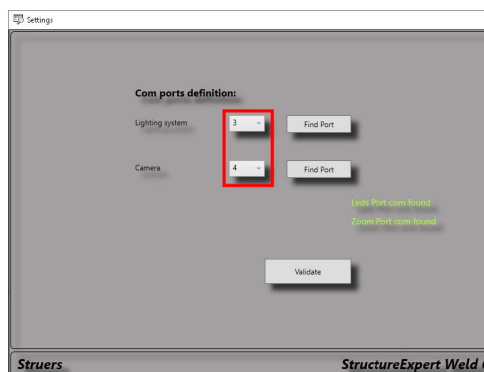 Settings
Com ports definition:
Lighting system 3 Find Port
Camera 4 Find Port
Leds Port com found
Zoom Port com found
Validate
Struers StructureExpert Weld